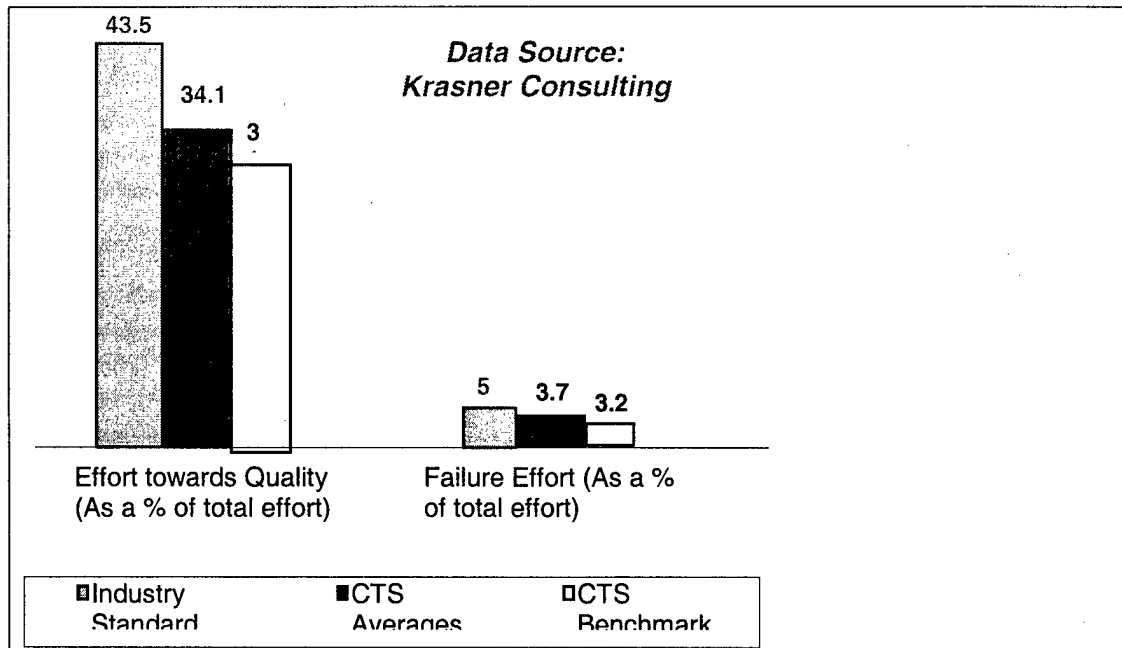 43.5
Data Source:
Krasner Consulting
34.1
3
5
3.7
3.2
Effort towards Quality
(As a % of total effort)
Failure Effort (As a %
of total effort)
Industry
Standard
CTS
Averages
CTS
Benchmark